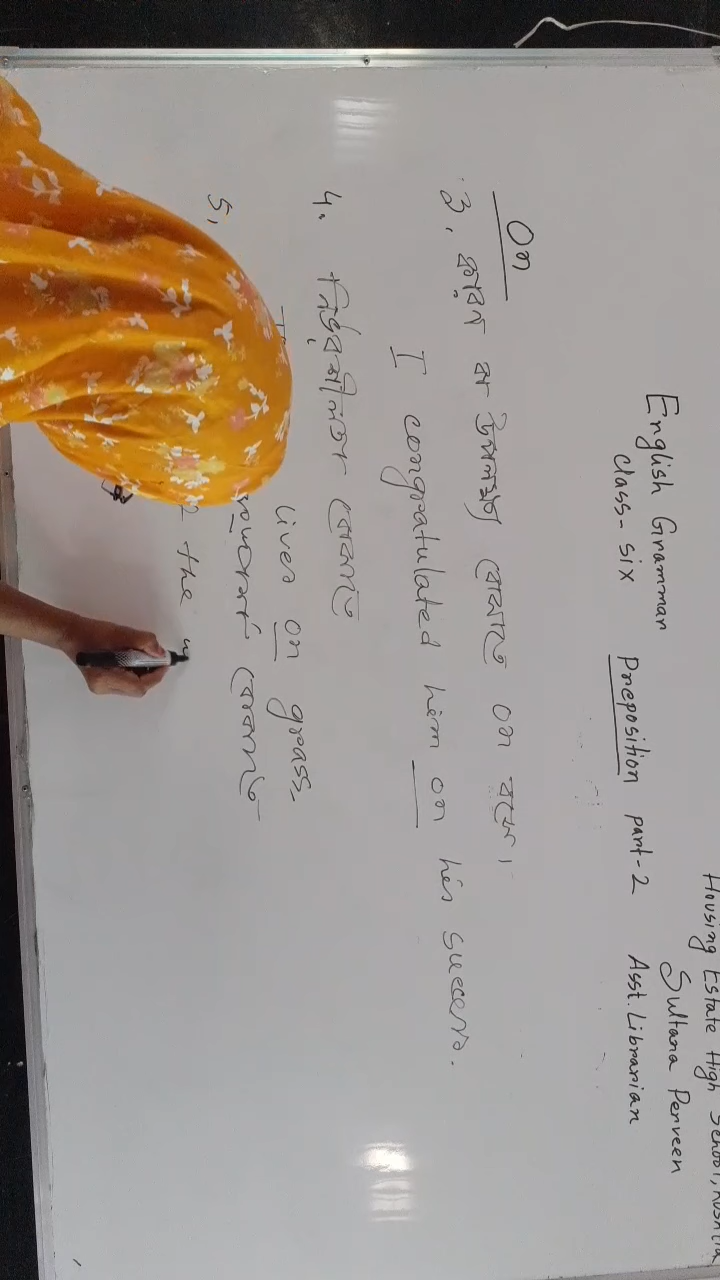 Housing Estate High School, Kushtia
Sultana Perveen
English Grammar
class-six preposition part-2 Asst. Librarian
On
3, কারণ বা উপলক্ষ্য বোঝাতে on বসে।
I congratulated him on his success.
4. নির্ভরশীলতা বোঝাতে
lives on grass.
5, বোঝাতে
the